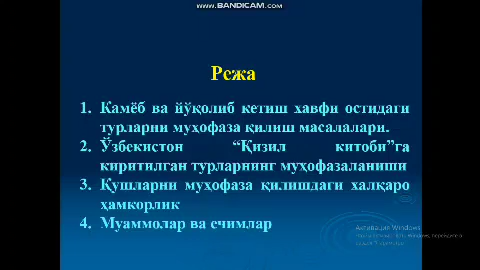 www.BANDICAM.com
Режа
1. Камёб ва йўқолиб кетиш хавфи остидаги
турларни муҳофаза қилиш масалалари.
2. Ўзбекистон “Қизил китоби”га
киритилган турларнинг муҳофазаланиши
3. Қушларни муҳофаза қилишдаги халқаро
ҳамкорлик
4. Муаммолар ва ечимлар
Активация Windows